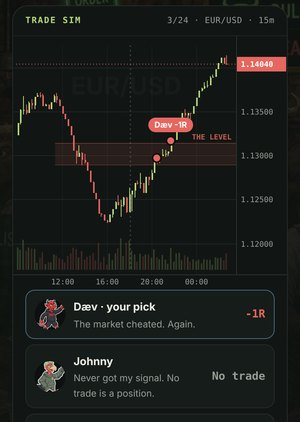 TRADE SIM
3/24 · EUR/USD · 15m
EUR/USD
1.14040
Dæv -1R
THE LEVEL
1.13500
1.13000
1.12500
1.12000
12:00 16:00 20:00 00:00
Dæv · your pick
The market cheated. Again.
-1R
Johnny
Never got my signal. No
trade is a position.
No trade